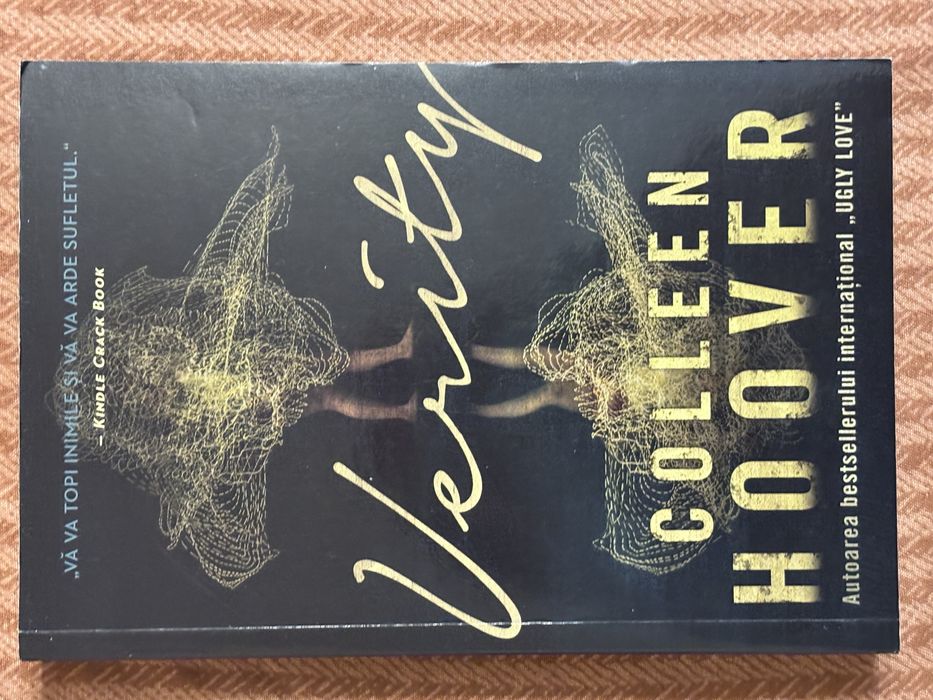 „VĂ VA TOPI INIMILE ȘI VĂ VA ARDE SUFLETUL.“
– KINDLE CRACK BOOK
Verity
COLLEEN
HOOVER
Autoarea bestsellerului internațional „UGLY LOVE”